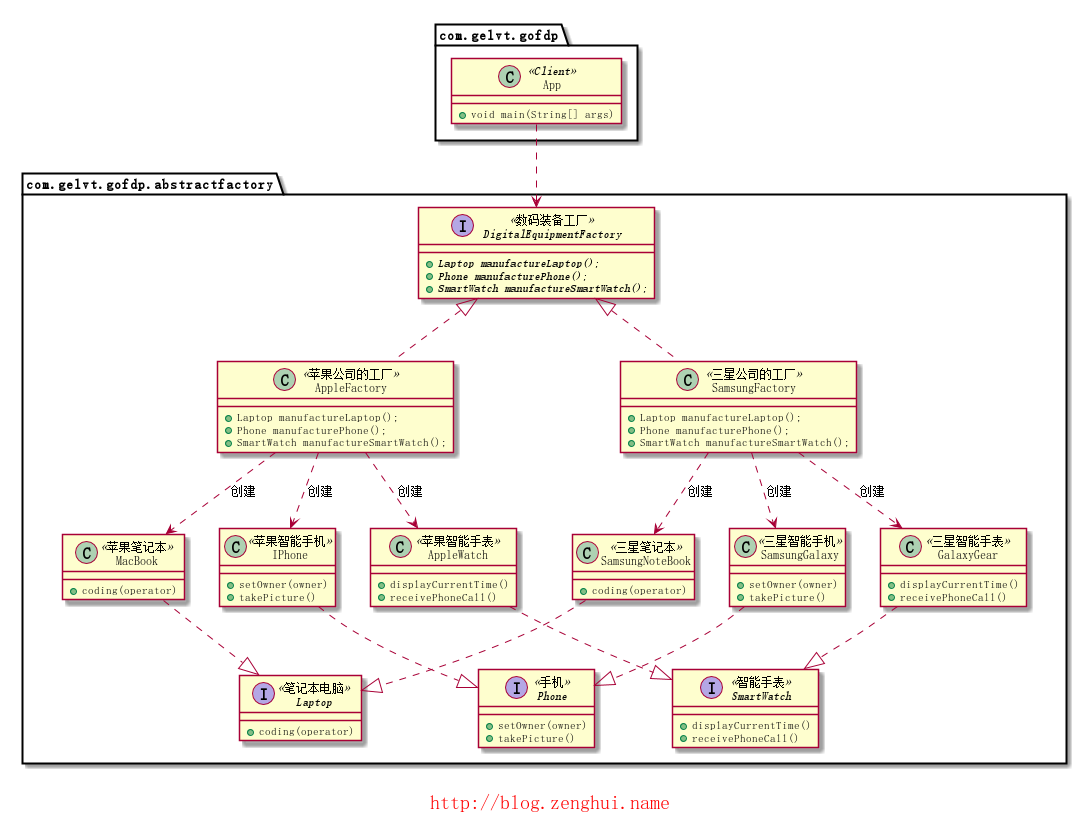 com.gelvt.gofdp
C
«Client»
App
void main(String[] args)
com.gelvt.gofdp.abstractfactory
I
«数码装备工厂»
DigitalEquipmentFactory
Laptop manufactureLaptop();
Phone manufacturePhone();
SmartWatch manufactureSmartWatch();
C
«苹果公司的工厂»
AppleFactory
Laptop manufactureLaptop();
Phone manufacturePhone();
SmartWatch manufactureSmartWatch();
C
«三星公司的工厂»
SamsungFactory
Laptop manufactureLaptop();
Phone manufacturePhone();
SmartWatch manufactureSmartWatch();
创建
创建
创建
创建
创建
创建
C
«苹果笔记本»
MacBook
coding(operator)
C
«苹果智能手机»
IPhone
setOwner(owner)
takePicture()
C
«苹果智能手表»
AppleWatch
displayCurrentTime()
receivePhoneCall()
C
«三星笔记本»
SamsungNoteBook
coding(operator)
C
«三星智能手机»
SamsungGalaxy
setOwner(owner)
takePicture()
C
«三星智能手表»
GalaxyGear
displayCurrentTime()
receivePhoneCall()
I
«笔记本电脑»
Laptop
coding(operator)
I
«手机»
Phone
setOwner(owner)
takePicture()
I
«智能手表»
SmartWatch
displayCurrentTime()
receivePhoneCall()
http://blog.zenghui.name